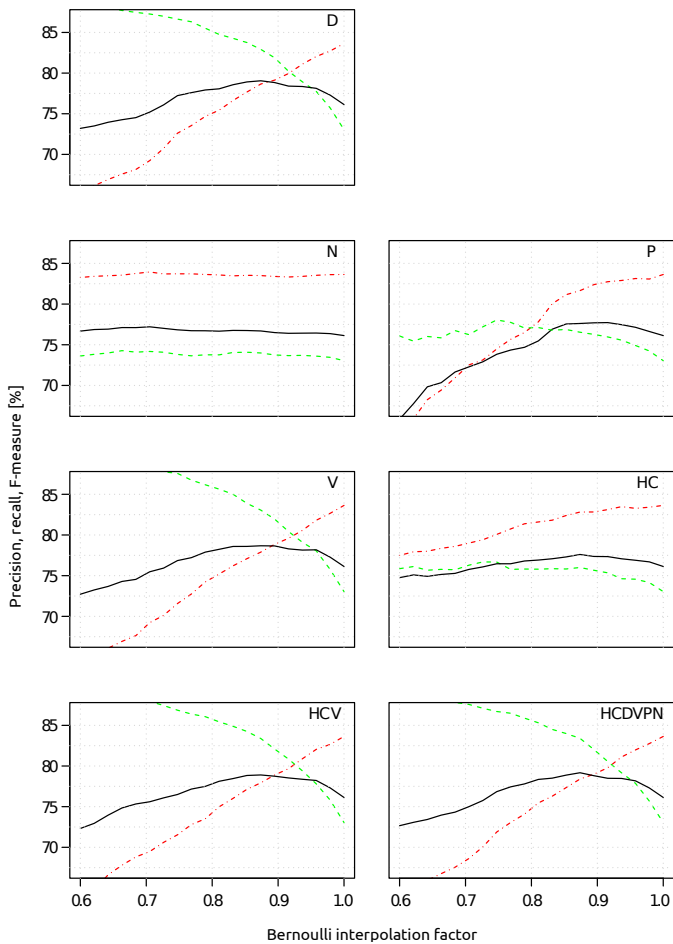 D
85
80
75
70
N
P
85
80
75
70
Precision, recall, F-measure [%]
V
HC
85
80
75
70
HCV
HCDVPN
85
80
75
70
0.6 0.7 0.8 0.9 1.0 0.6 0.7 0.8 0.9 1.0
Bernoulli interpolation factor